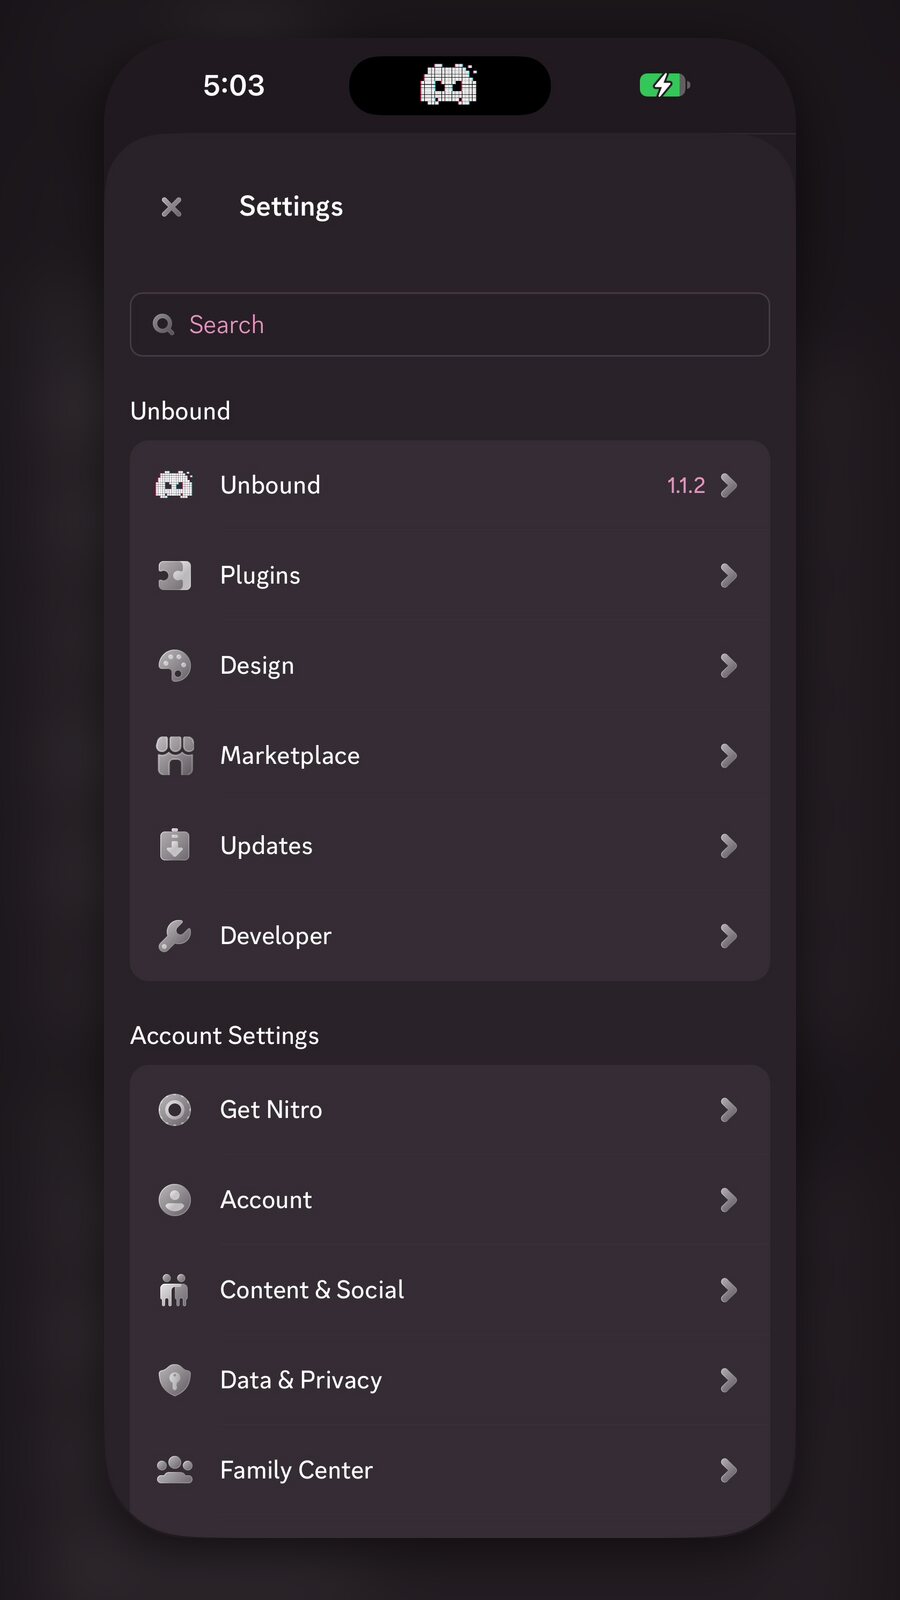 5:03
Settings
Search
Unbound
Unbound 1.1.2
Plugins
Design
Marketplace
Updates
Developer
Account Settings
Get Nitro
Account
Content & Social
Data & Privacy
Family Center